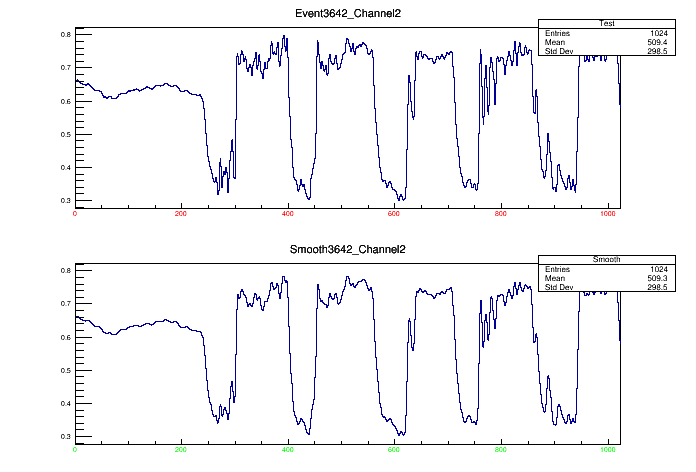 Event3642_Channel2
Test
Entries 1024
Mean 509.4
Std Dev 298.5
0.8
0.7
0.6
0.5
0.4
0.3
0 200 400 600 800 1000
Smooth3642_Channel2
Smooth
Entries 1024
Mean 509.3
Std Dev 298.5
0.8
0.7
0.6
0.5
0.4
0.3
0 200 400 600 800 1000